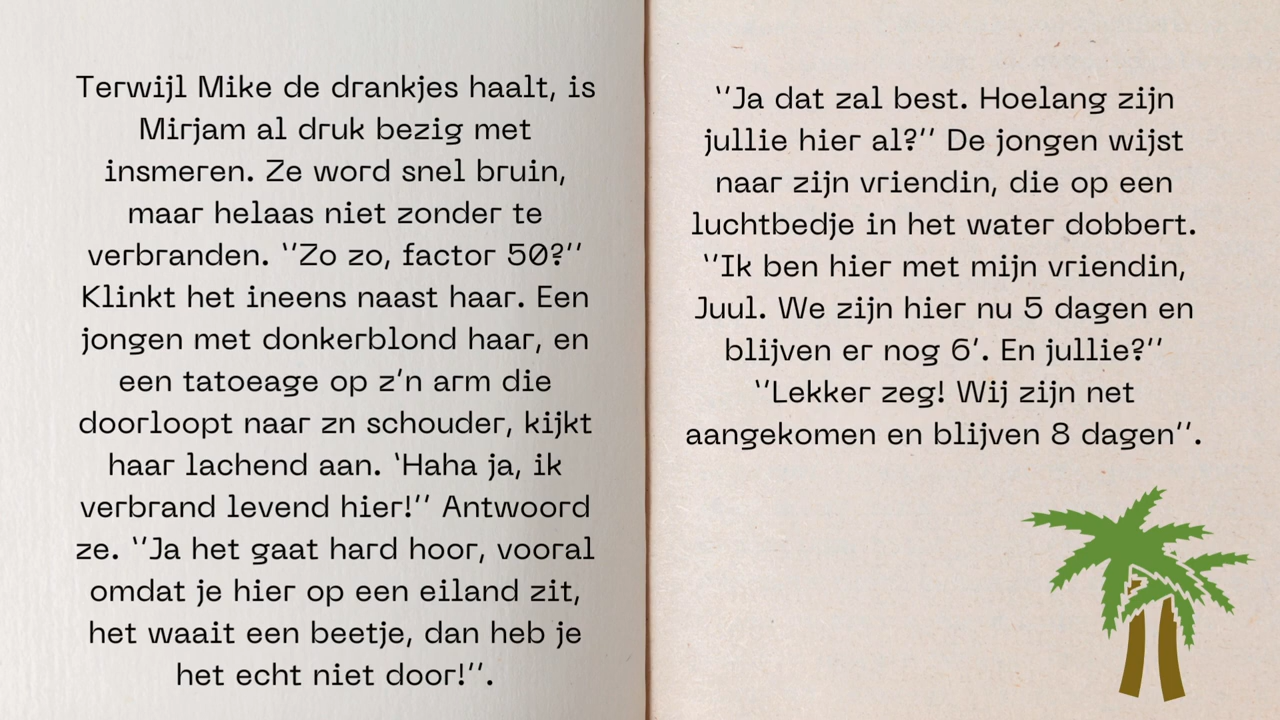 Terwijl Mike de drankjes haalt, is
Mirjam al druk bezig met
insmeren. Ze word snel bruin,
maar helaas niet zonder te
verbranden. ‘’Zo zo, factor 50?’’
Klinkt het ineens naast haar. Een
jongen met donkerblond haar, en
een tatoeage op z’n arm die
doorloopt naar zn schouder, kijkt
haar lachend aan. ‘Haha ja, ik
verbrand levend hier!’’ Antwoord
ze. ‘’Ja het gaat hard hoor, vooral
omdat je hier op een eiland zit,
het waait een beetje, dan heb je
het echt niet door!’’.
‘’Ja dat zal best. Hoelang zijn
jullie hier al?’’ De jongen wijst
naar zijn vriendin, die op een
luchtbedje in het water dobbert.
‘’Ik ben hier met mijn vriendin,
Juul. We zijn hier nu 5 dagen en
blijven er nog 6’. En jullie?’’
‘’Lekker zeg! Wij zijn net
aangekomen en blijven 8 dagen’’.